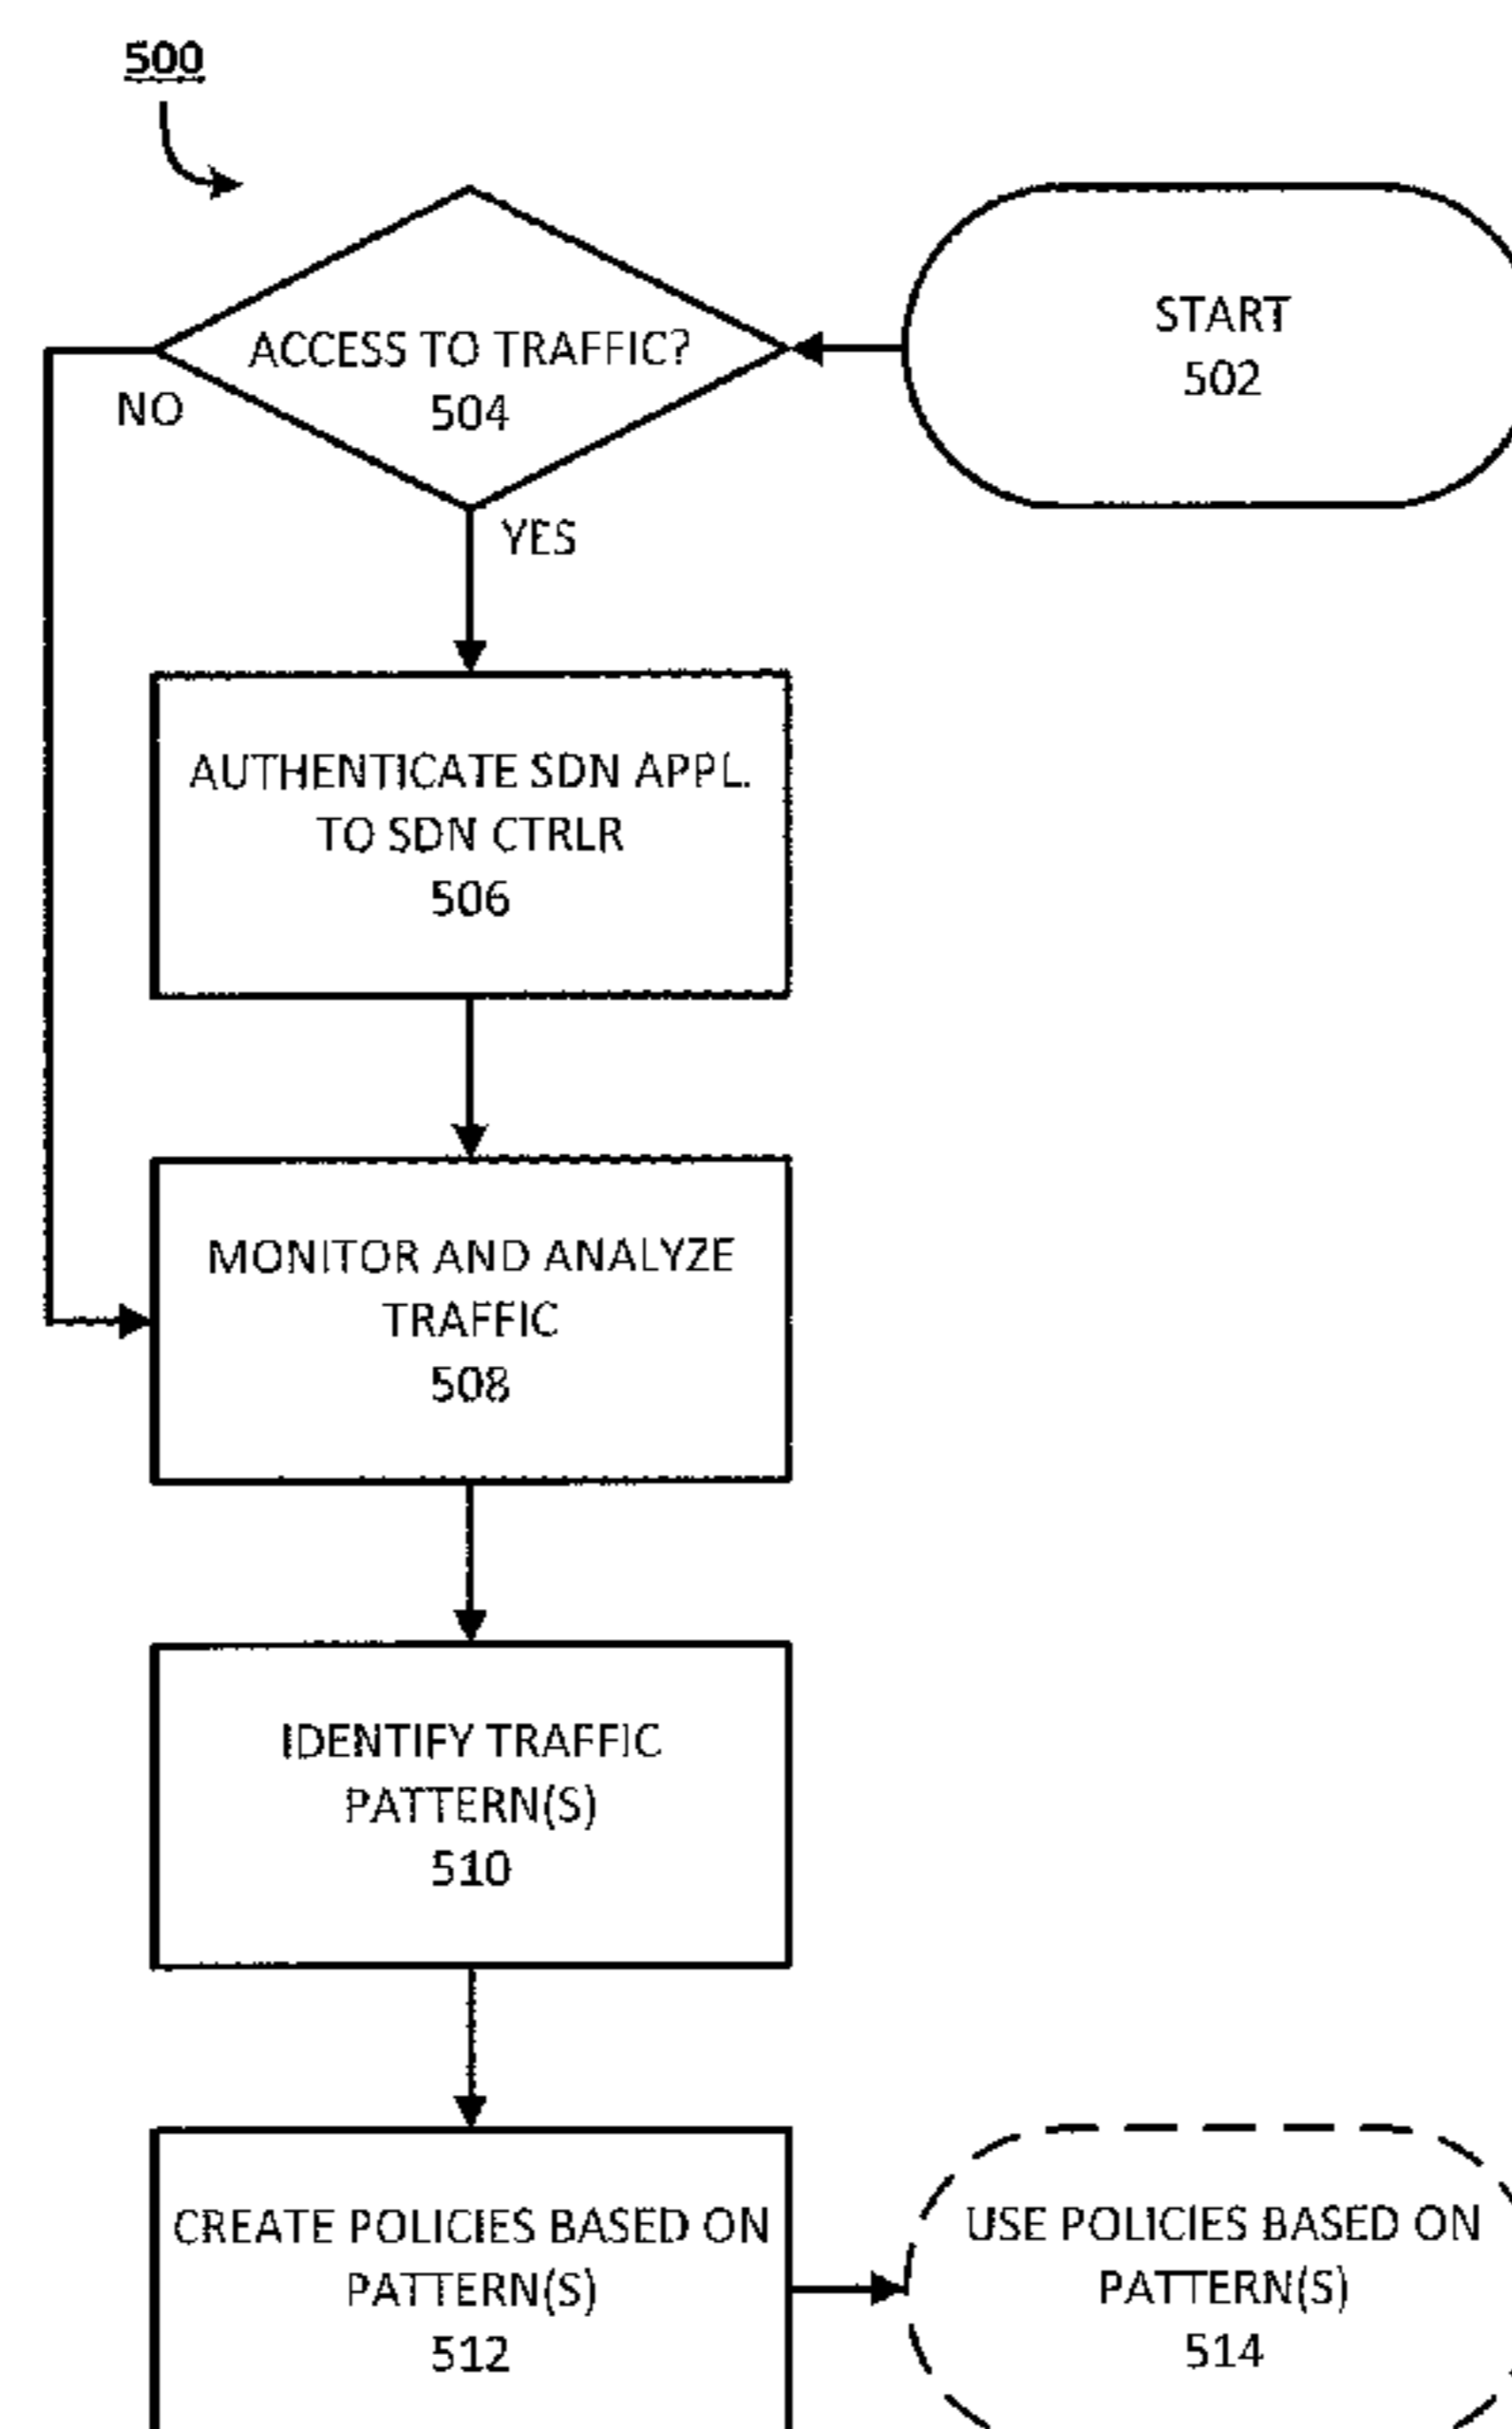 500
START
502
ACCESS TO TRAFFIC?
504
NO
YES
AUTHENTICATE SDN APPL.
TO SDN CTRLR
506
MONITOR AND ANALYZE
TRAFFIC
508
IDENTIFY TRAFFIC
PATTERN(S)
510
CREATE POLICIES BASED ON
PATTERN(S)
512
USE POLICIES BASED ON
PATTERN(S)
514